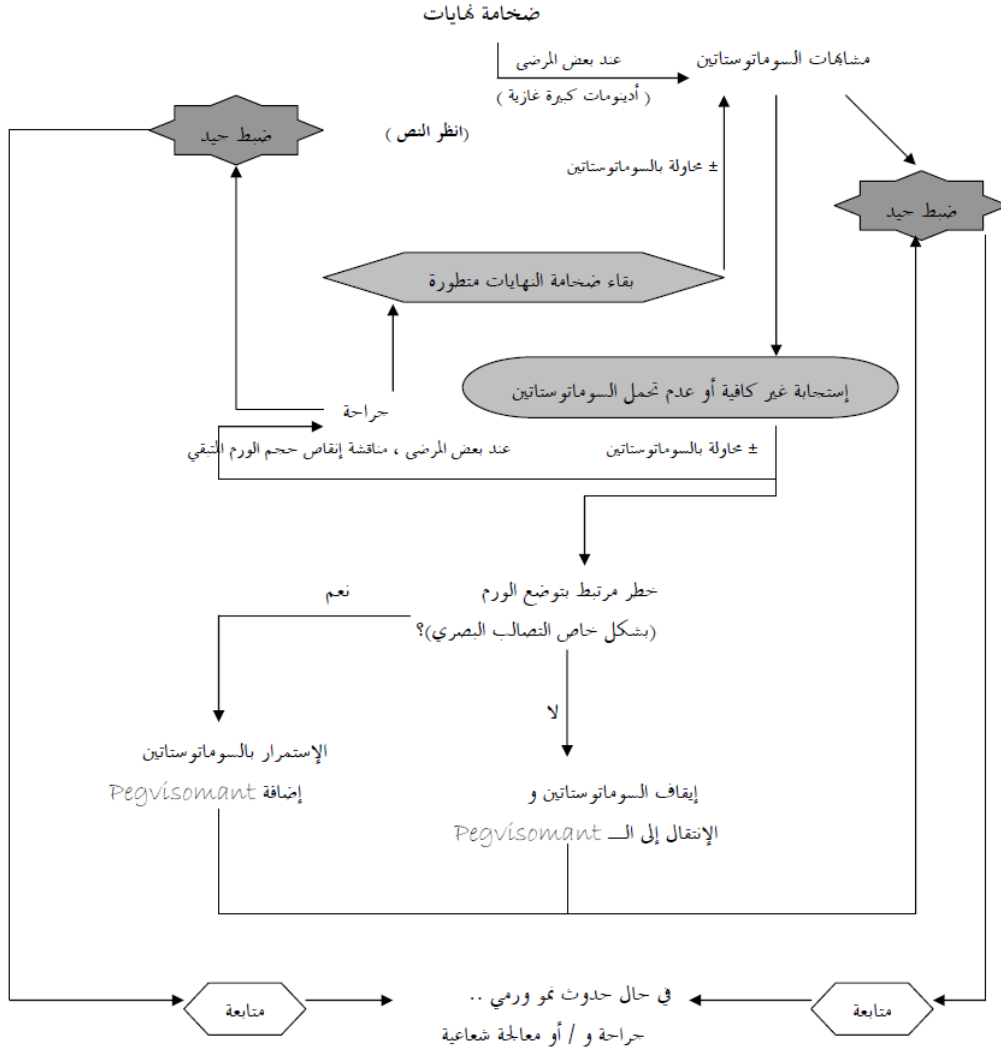 ضخامة نهايات
عند بعض المرضى
مشابهات السوماتوستاتين
( أدينومات كبيرة غازية )
ضبط جيد
(انظر النص )
± محاولة بالسوماتوستاتين
ضبط جيد
بقاء ضخامة النهايات متطورة
إستجابة غير كافية أو عدم تحمل السوماتوستاتين
جراحة
± محاولة بالسوماتوستاتين
عند بعض المرضى ، مناقشة إنقاص حجم الورم المتبقي
خطر مرتبط بتوضع الورم
(بشكل خاص التصالب البصري)؟
نعم
لا
الإستمرار بالسوماتوستاتين
إضافة Pegvisomant
إيقاف السوماتوستاتين و
الإنتقال إلى الـــ Pegvisomant
متابعة
في حال حدوث نمو ورمي ..
جراحة و / أو معالجة شعاعية
متابعة